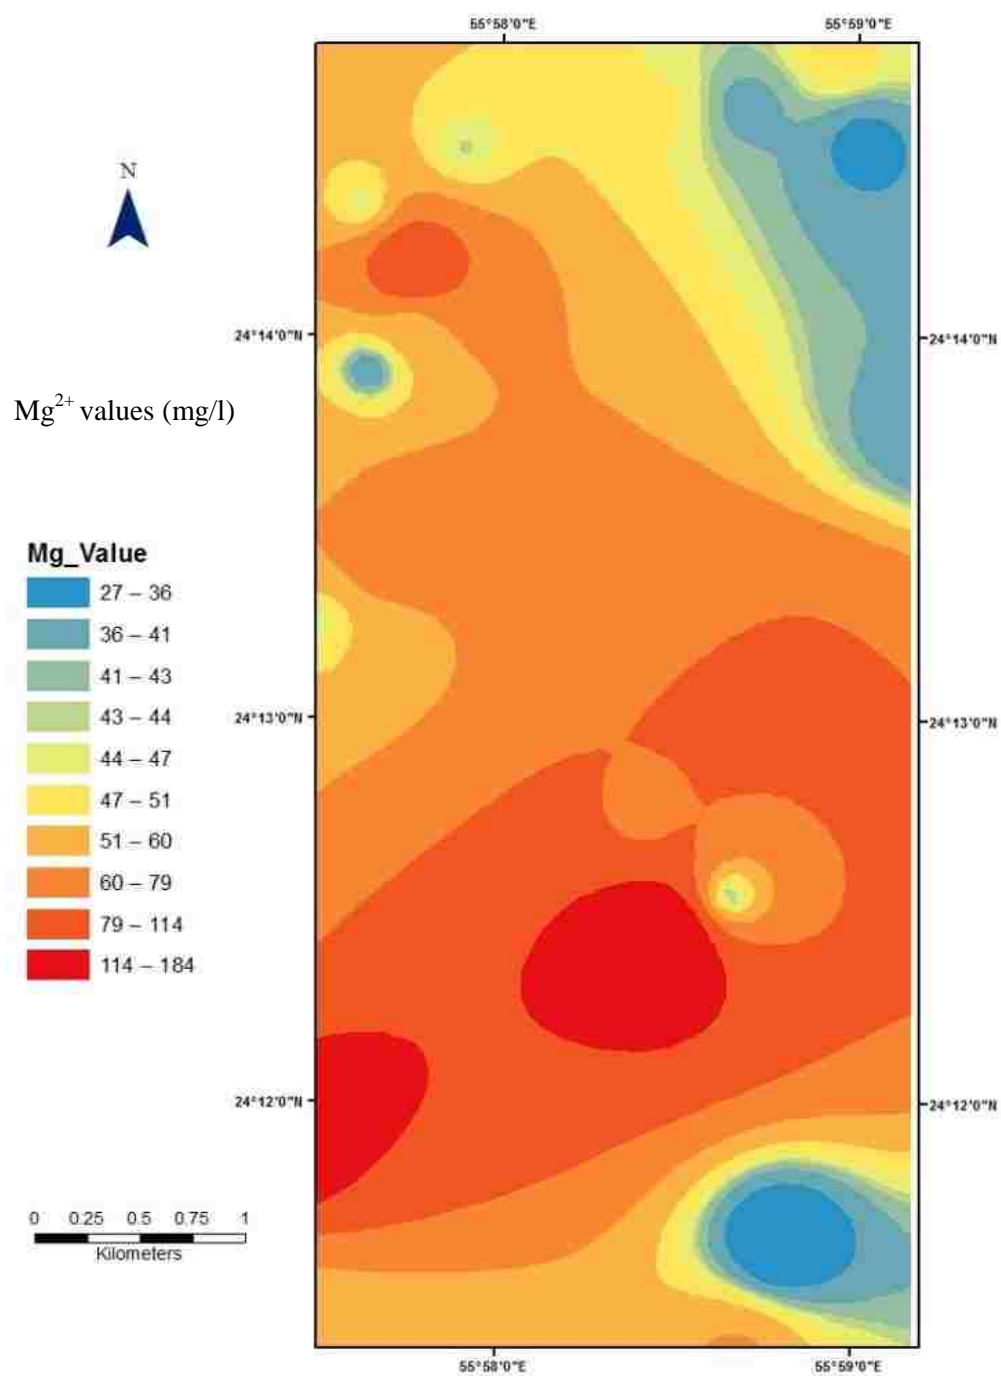 55°58'0"E 55°59'0"E
N
24°14'0"N
24°14'0"N
Mg2+ values (mg/l)
Mg_Value
27 – 36
36 – 41
41 – 43
43 – 44
44 – 47
47 – 51
51 – 60
60 – 79
79 – 114
114 – 184
24°13'0"N
24°13'0"N
24°12'0"N
24°12'0"N
0 0.25 0.5 0.75 1
Kilometers
55°58'0"E 55°59'0"E